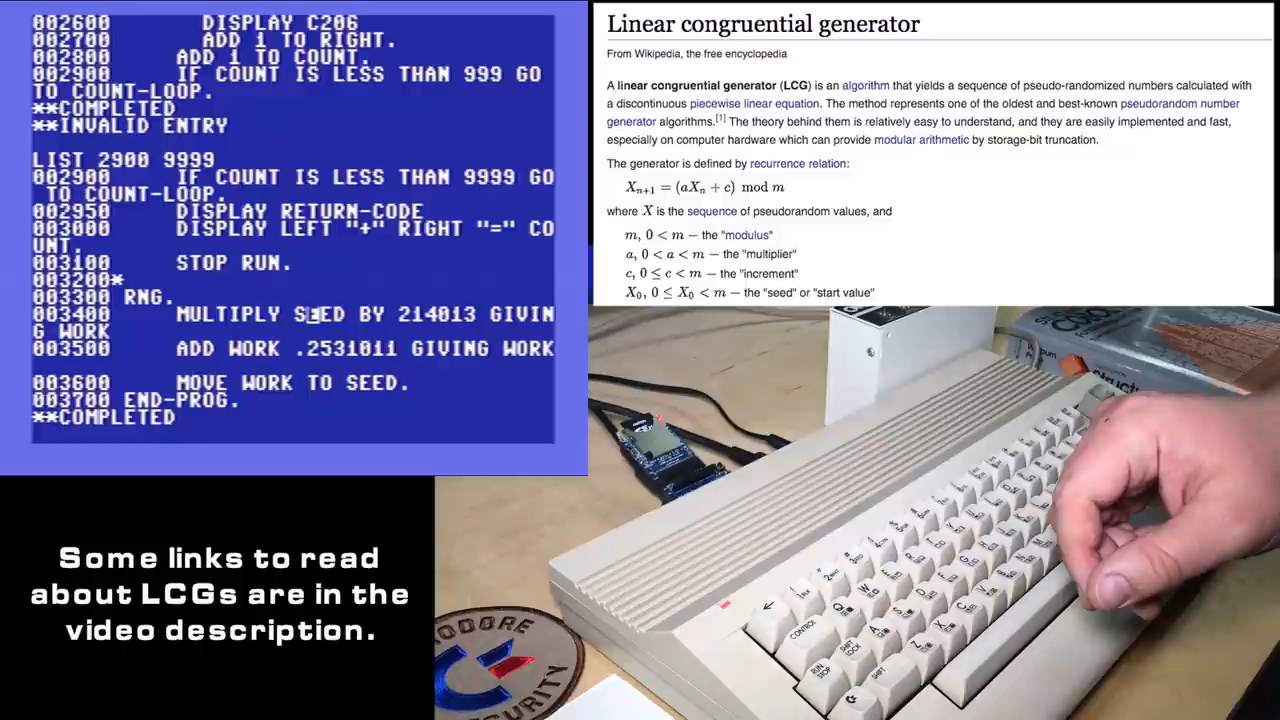 002600        DISPLAY C206
002700        ADD 1 TO RIGHT.
002800      ADD 1 TO COUNT.
002900      IF COUNT IS LESS THAN 999 GO
TO COUNT-LOOP.
**COMPLETED
**INVALID ENTRY
LIST 2900 9999
002900      IF COUNT IS LESS THAN 9999 GO
 TO COUNT-LOOP.
002950      DISPLAY RETURN-CODE
003000      DISPLAY LEFT "+" RIGHT "=" CO
UNT.
003100      STOP RUN.
003200*
003300 RNG.
003400      MULTIPLY SEED BY 214013 GIVIN
G WORK
003500      ADD WORK .2531011 GIVING WORK
003600      MOVE WORK TO SEED.
003700 END-PROG.
**COMPLETED
Linear congruential generator
From Wikipedia, the free encyclopedia
A linear congruential generator (LCG) is an algorithm that yields a sequence of pseudo-randomized numbers calculated with
a discontinuous piecewise linear equation. The method represents one of the oldest and best-known pseudorandom number
generator algorithms.[1] The theory behind them is relatively easy to understand, and they are easily implemented and fast,
especially on computer hardware which can provide modular arithmetic by storage-bit truncation.
The generator is defined by recurrence relation:
Xn+1 = (aXn + c) mod m
where X is the sequence of pseudorandom values, and
m, 0 < m – the "modulus"
a, 0 < a < m – the "multiplier"
c, 0 ≤ c < m – the "increment"
X0, 0 ≤ X0 < m – the "seed" or "start value"
Some links to read
about LCGs are in the
video description.
CONTROL
RUN
STOP
SHIFT
LOCK
SHIFT
Q
W
A
S
Z
X